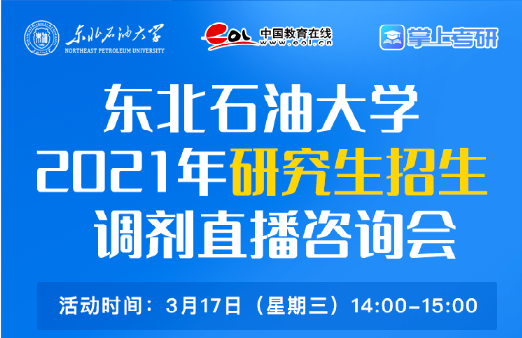 东北石油大学 EOL 中国教育在线 掌上考研
NORTHEAST PETROLEUM UNIVERSITY www.eol.cn
东北石油大学
2021年研究生招生
调剂直播咨询会
活动时间：3月17日（星期三）14:00-15:00